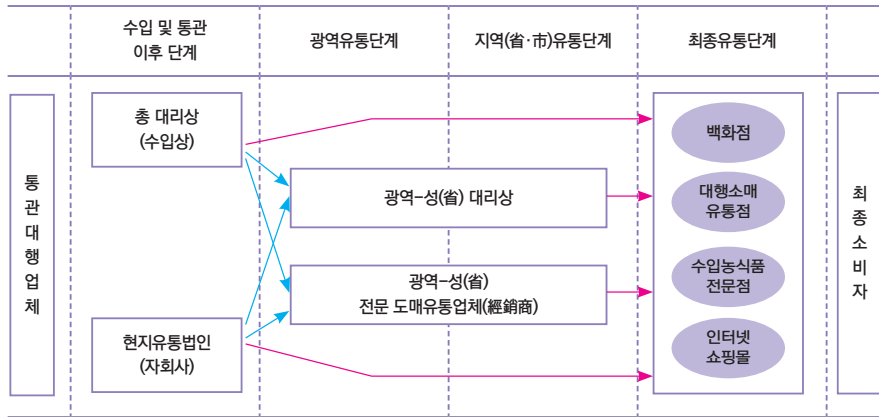 수입 및 통관
이후 단계
광역유통단계
지역(省·市)유통단계
최종유통단계
통관대행업체
총 대리상
(수입상)
현지유통법인
(자회사)
광역-성(省) 대리상
광역-성(省)
전문 도매유통업체(經銷商)
백화점
대행소매
유통점
수입농식품
전문점
인터넷
쇼핑몰
최종소비자